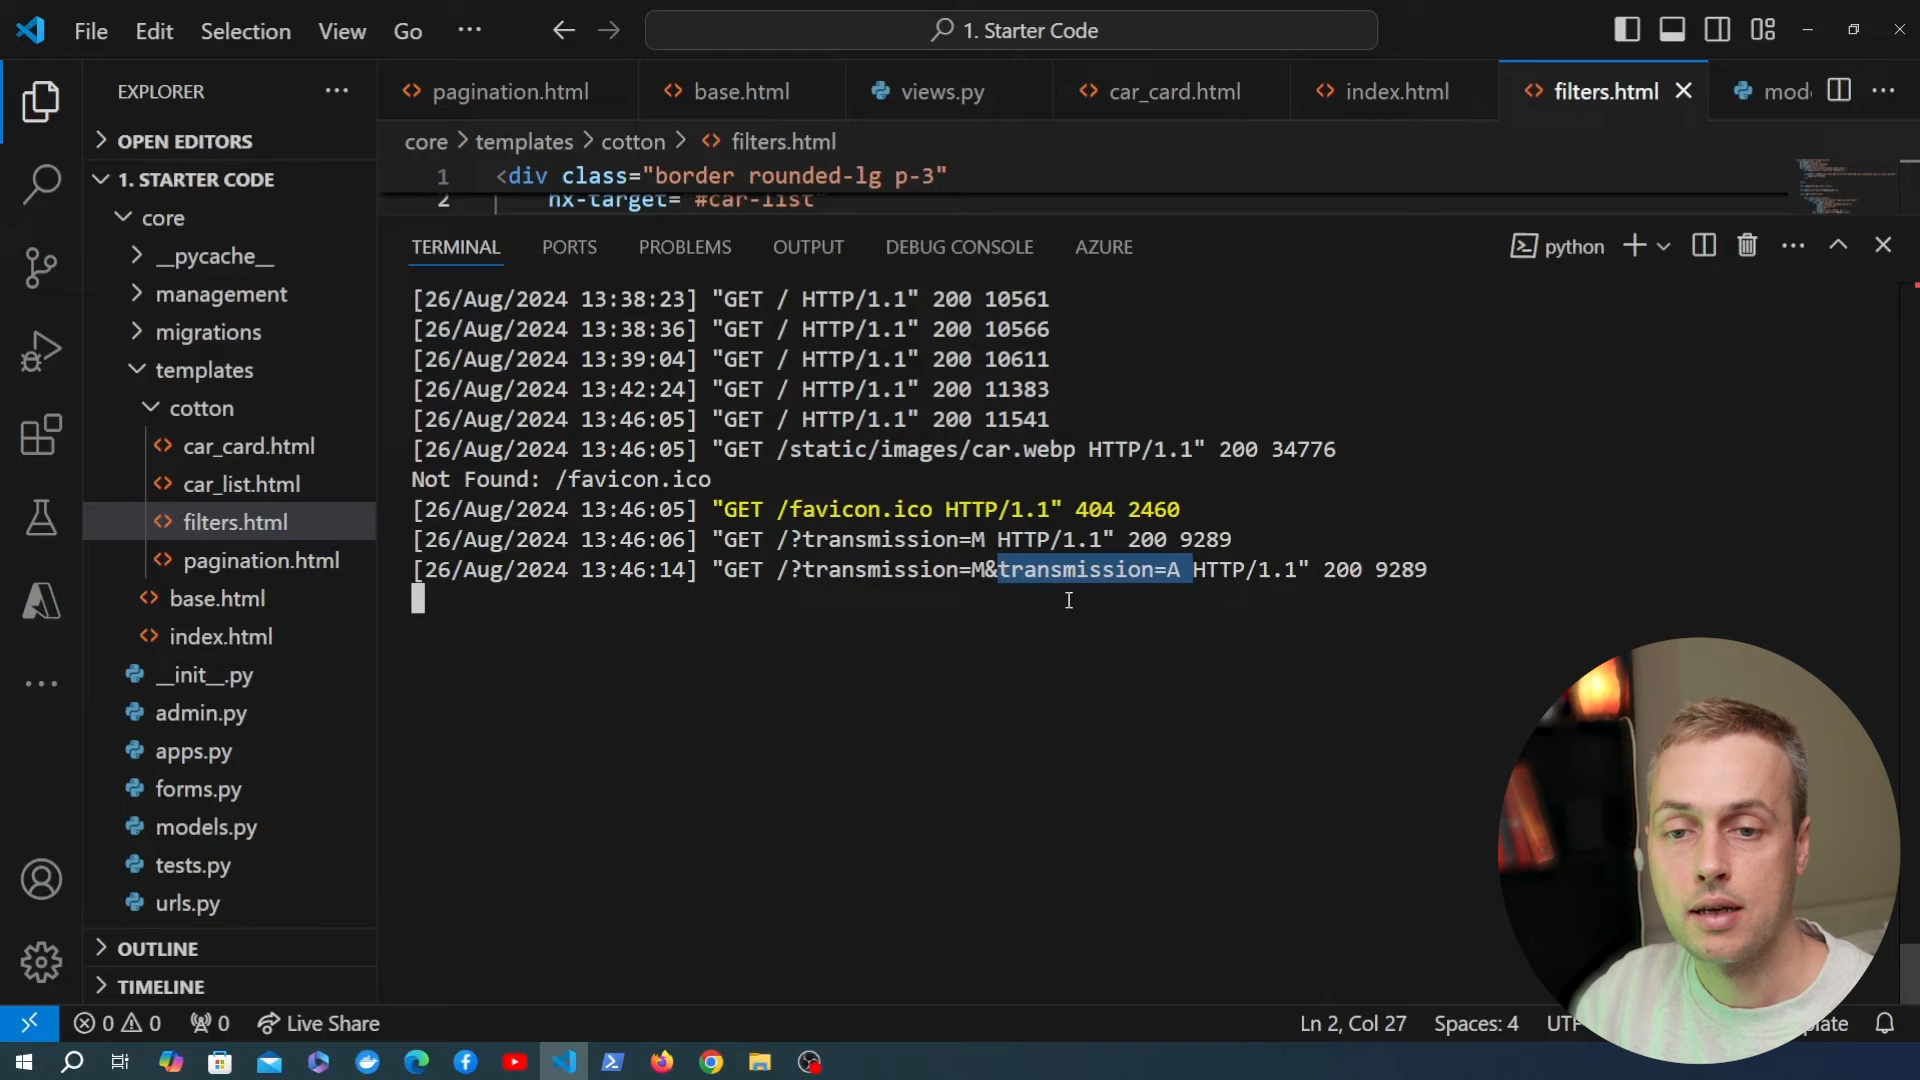 File Edit Selection View Go ··· 1. Starter Code
EXPLORER ···
pagination.html base.html views.py car_card.html index.html filters.html
OPEN EDITORS
1. STARTER CODE
core
__pycache__
management
migrations
templates
cotton
car_card.html
car_list.html
filters.html
pagination.html
base.html
index.html
__init__.py
admin.py
apps.py
forms.py
models.py
tests.py
urls.py
OUTLINE
TIMELINE
core > templates > cotton > filters.html
1 <div class="border rounded-lg p-3"
2 hx-target="#car-list"
TERMINAL PORTS PROBLEMS OUTPUT DEBUG CONSOLE AZURE python
[26/Aug/2024 13:38:23] "GET / HTTP/1.1" 200 10561
[26/Aug/2024 13:38:36] "GET / HTTP/1.1" 200 10566
[26/Aug/2024 13:39:04] "GET / HTTP/1.1" 200 10611
[26/Aug/2024 13:42:24] "GET / HTTP/1.1" 200 11383
[26/Aug/2024 13:46:05] "GET / HTTP/1.1" 200 11541
[26/Aug/2024 13:46:05] "GET /static/images/car.webp HTTP/1.1" 200 34776
Not Found: /favicon.ico
[26/Aug/2024 13:46:05] "GET /favicon.ico HTTP/1.1" 404 2460
[26/Aug/2024 13:46:06] "GET /?transmission=M HTTP/1.1" 200 9289
[26/Aug/2024 13:46:14] "GET /?transmission=M&transmission=A HTTP/1.1" 200 9289
0 0 0 Live Share Ln 2, Col 27 Spaces: 4